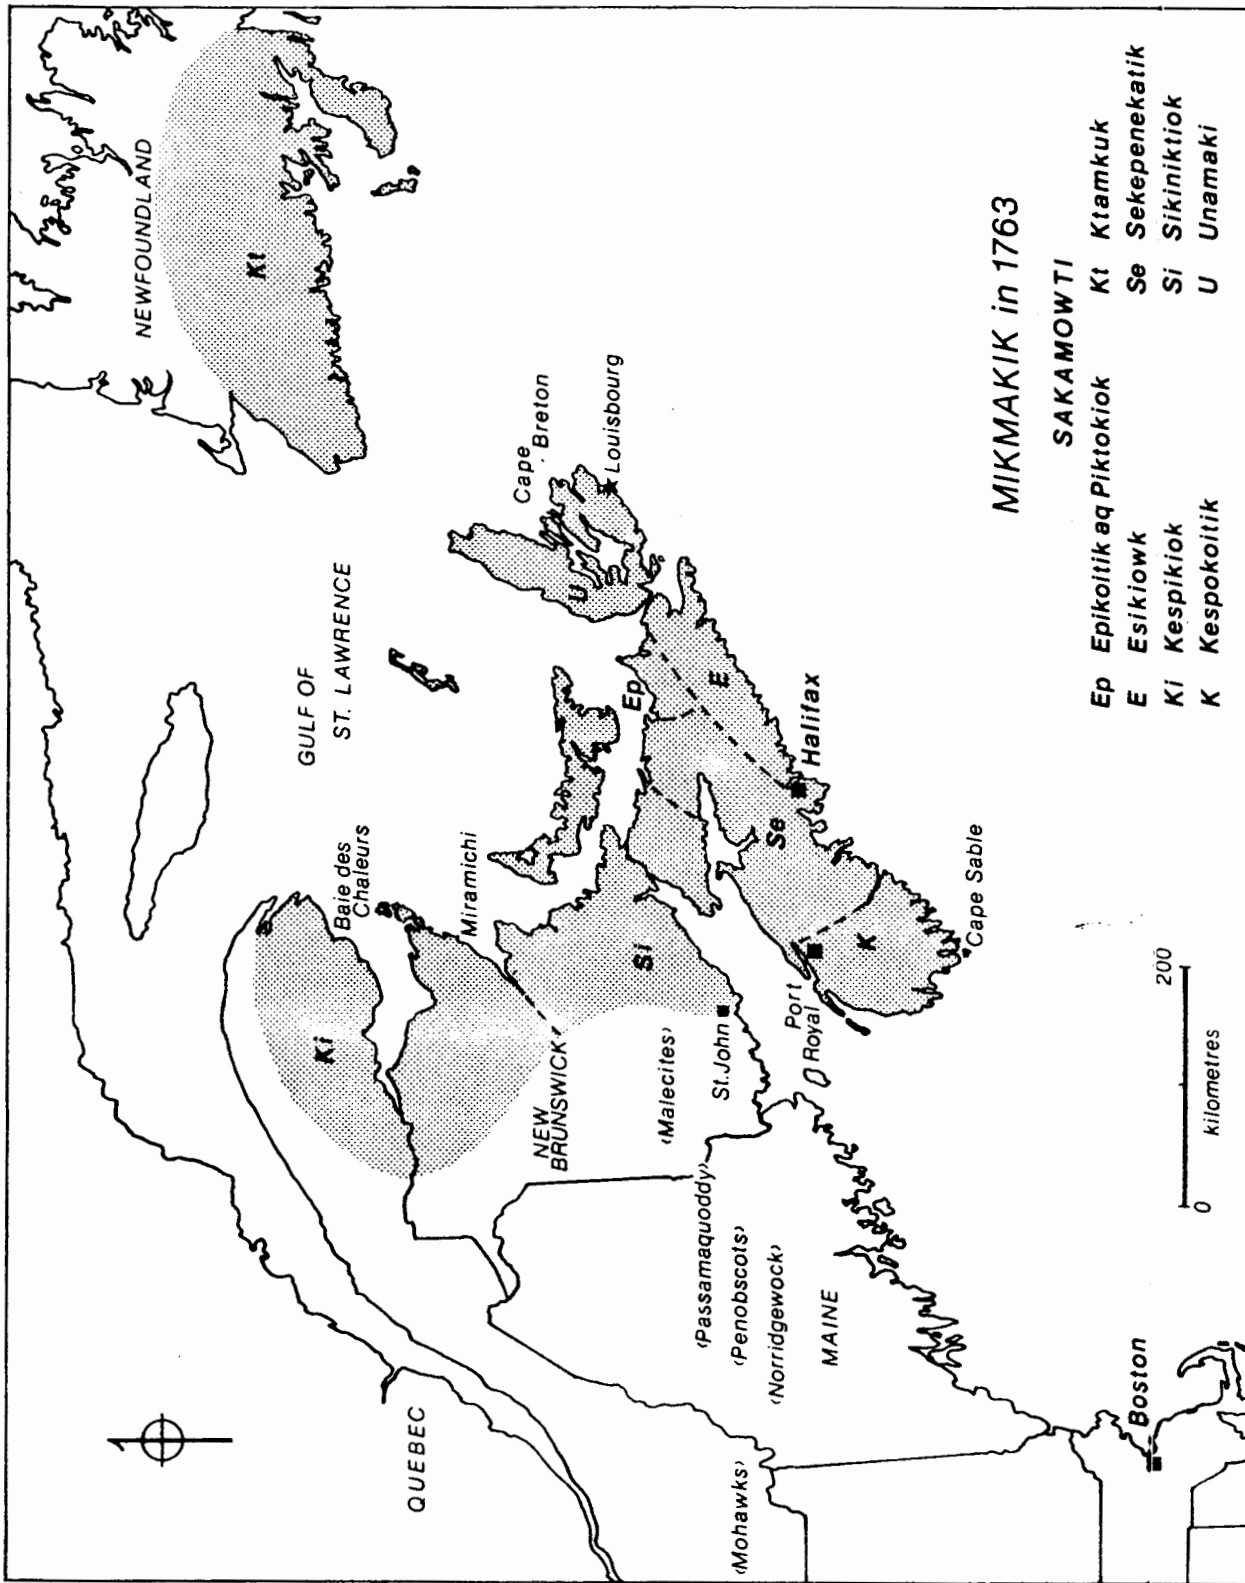 NEWFOUNDLAND
Kt
GULF OF
ST. LAWRENCE
Cape
Breton
Louisbourg
U
Baie des
Chaleurs
Miramichi
Ki
Ep
E
Halifax
Si
Se
K
Cape Sable
Port
Royal
St.John
NEW
BRUNSWICK
‹Malecites›
‹Passamaquoddy›
‹Penobscots›
‹Norridgewock›
MAINE
QUEBEC
‹Mohawks›
Boston
0 200
kilometres
MIKMAKIK in 1763
SAKAMOWTI
Ep Epikoitik aq Piktokiok
E Esikiowk
Ki Kespikiok
K Kespokoitik
Kt Ktamkuk
Se Sekepenekatik
Si Sikiniktiok
U Unamaki